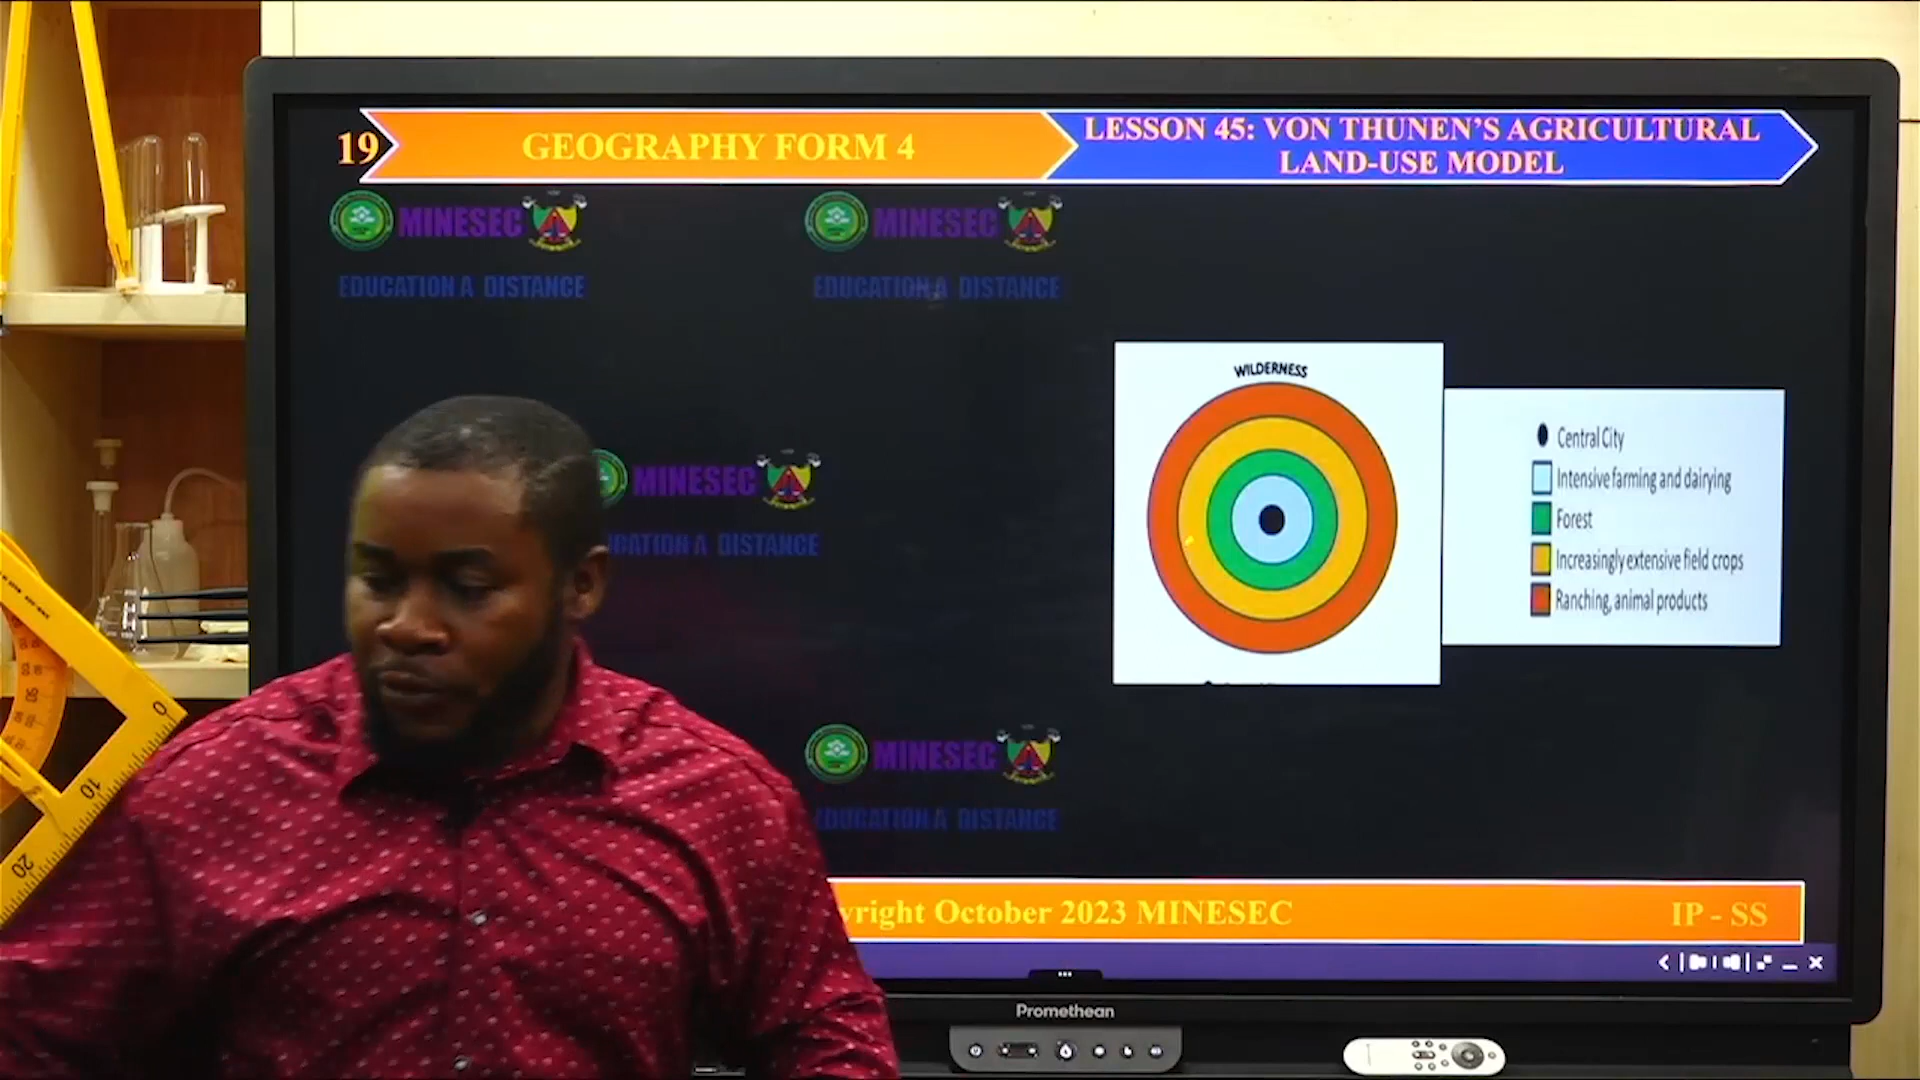 19
GEOGRAPHY FORM 4
LESSON 45: VON THUNEN'S AGRICULTURAL
LAND-USE MODEL
MINESEC
EDUCATION A DISTANCE
MINESEC
EDUCATION A DISTANCE
WILDERNESS
Central City
Intensive farming and dairying
Forest
Increasingly extensive field crops
Ranching, animal products
MINESEC
DISTANCE
MINESEC
EDUCATION A DISTANCE
yright October 2023 MINESEC
IP - SS
Promethean
0
10
20